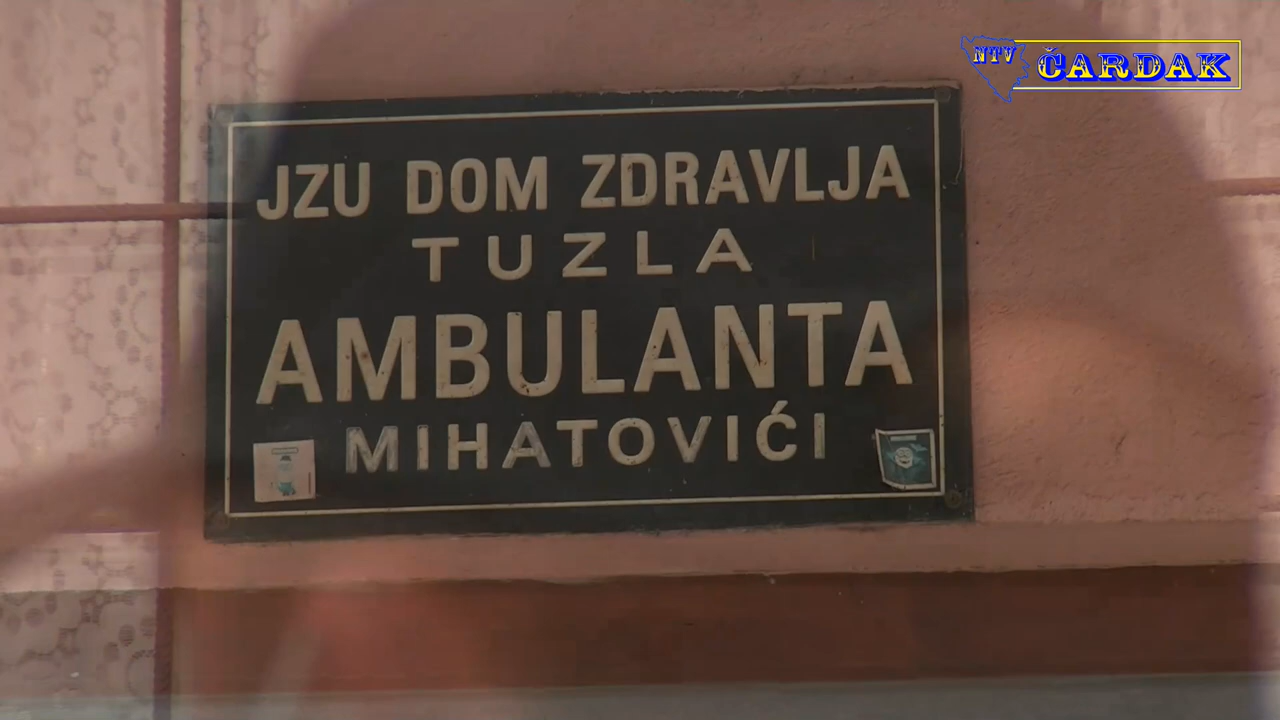 NTV ČARDAK
JZU DOM ZDRAVLJA
TUZLA
AMBULANTA
MIHATOVIĆI